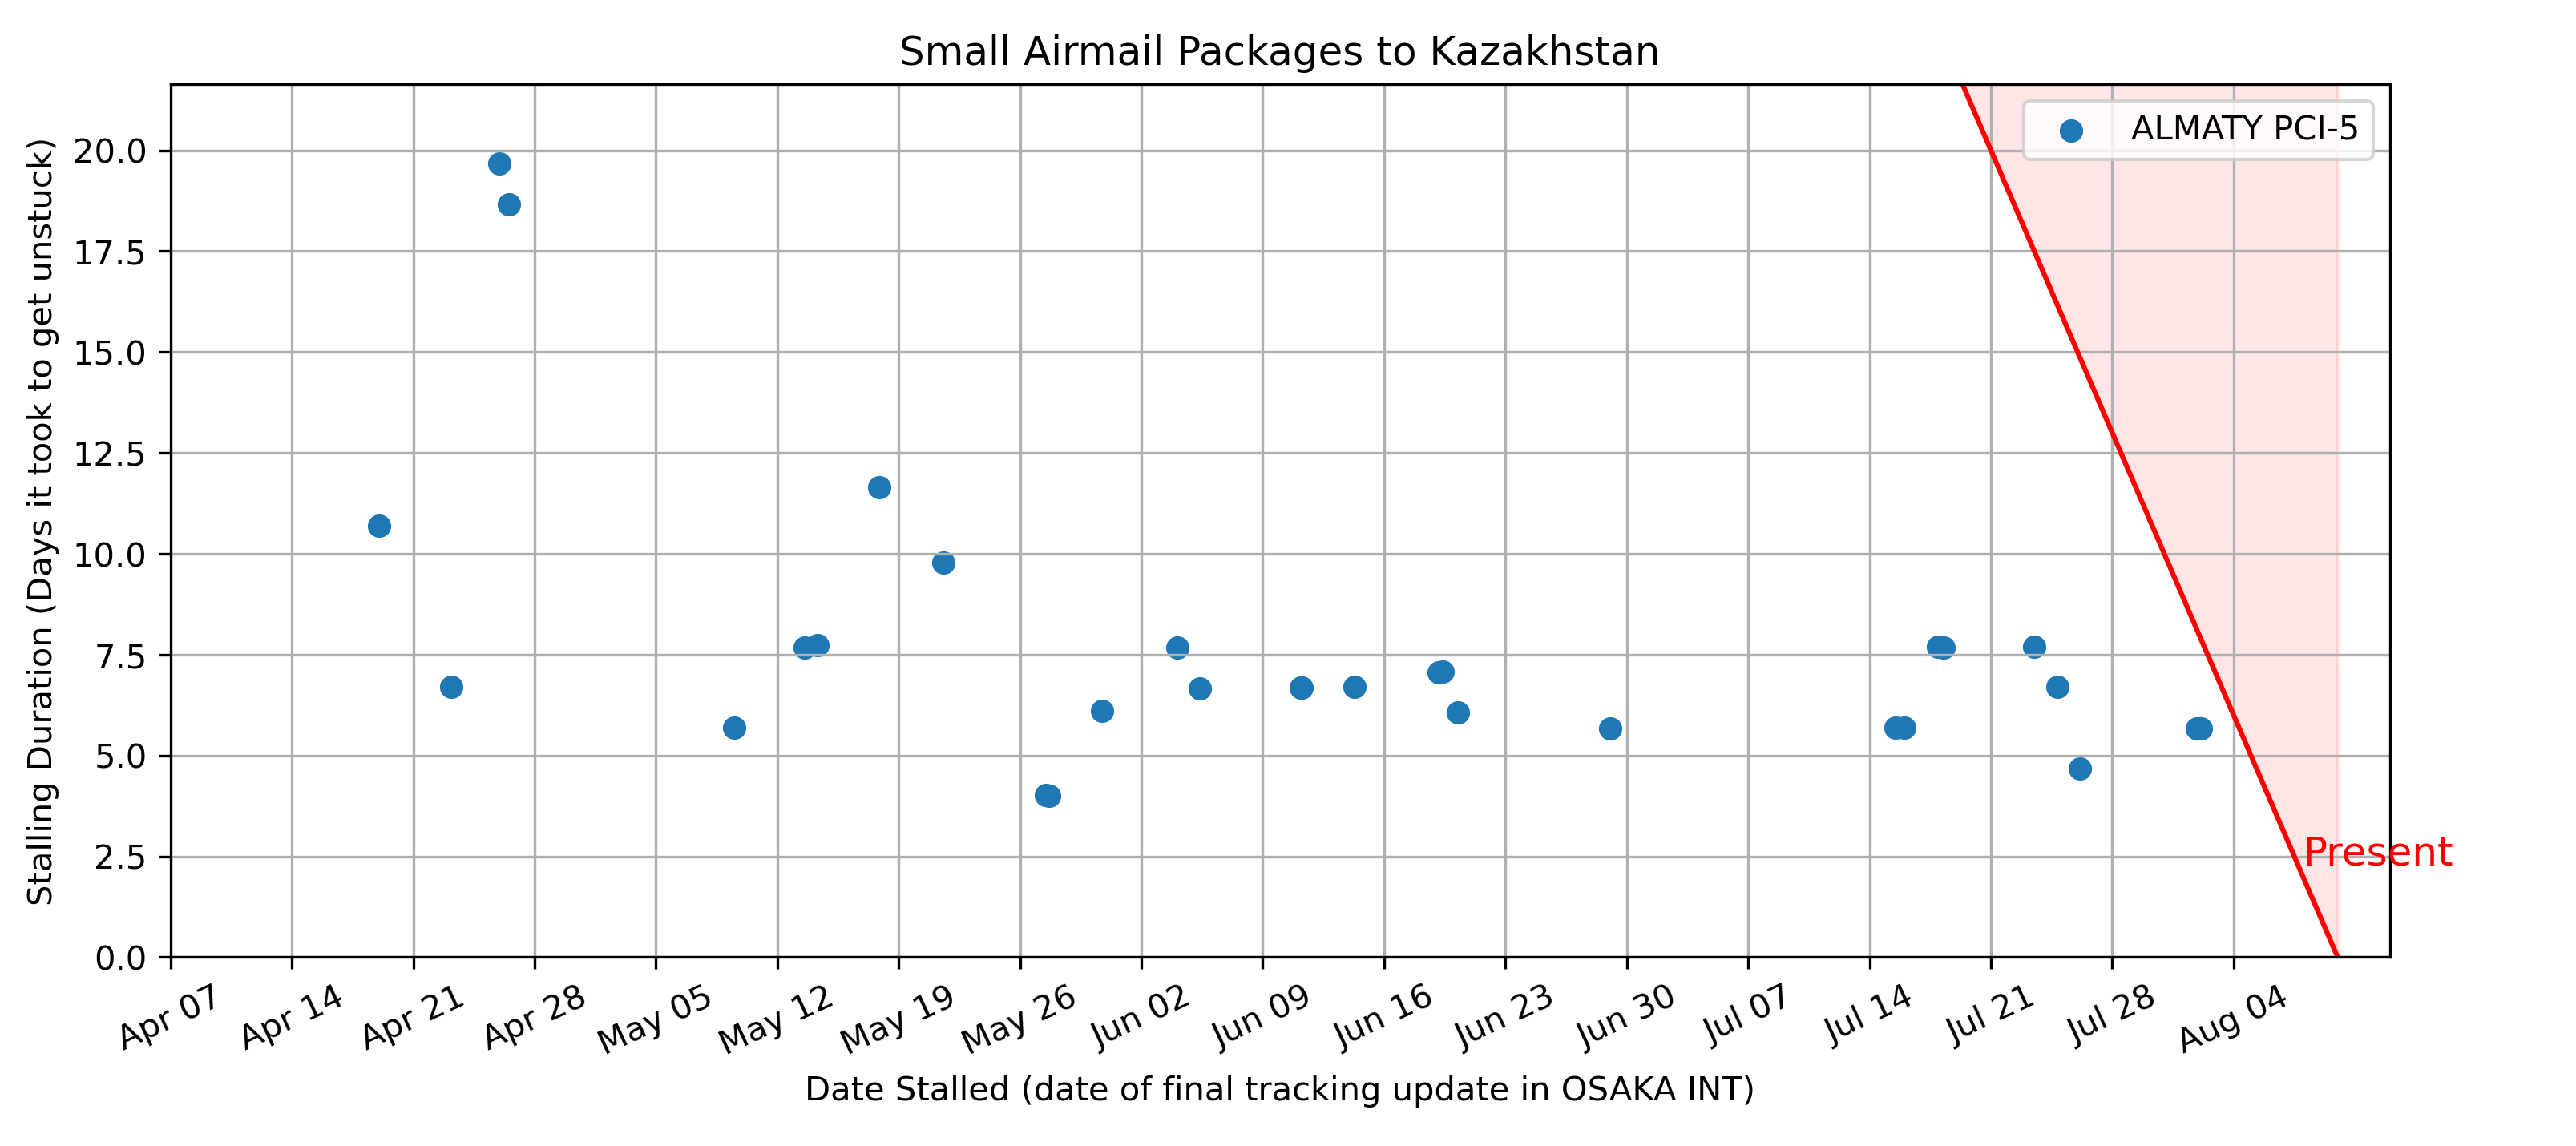 Small Airmail Packages to Kazakhstan
ALMATY PCI-5
Stalling Duration (Days it took to get unstuck)
20.0
17.5
15.0
12.5
10.0
7.5
5.0
2.5
0.0
Present
Apr 07 Apr 14 Apr 21 Apr 28 May 05 May 12 May 19 May 26 Jun 02 Jun 09 Jun 16 Jun 23 Jun 30 Jul 07 Jul 14 Jul 21 Jul 28 Aug 04
Date Stalled (date of final tracking update in OSAKA INT)